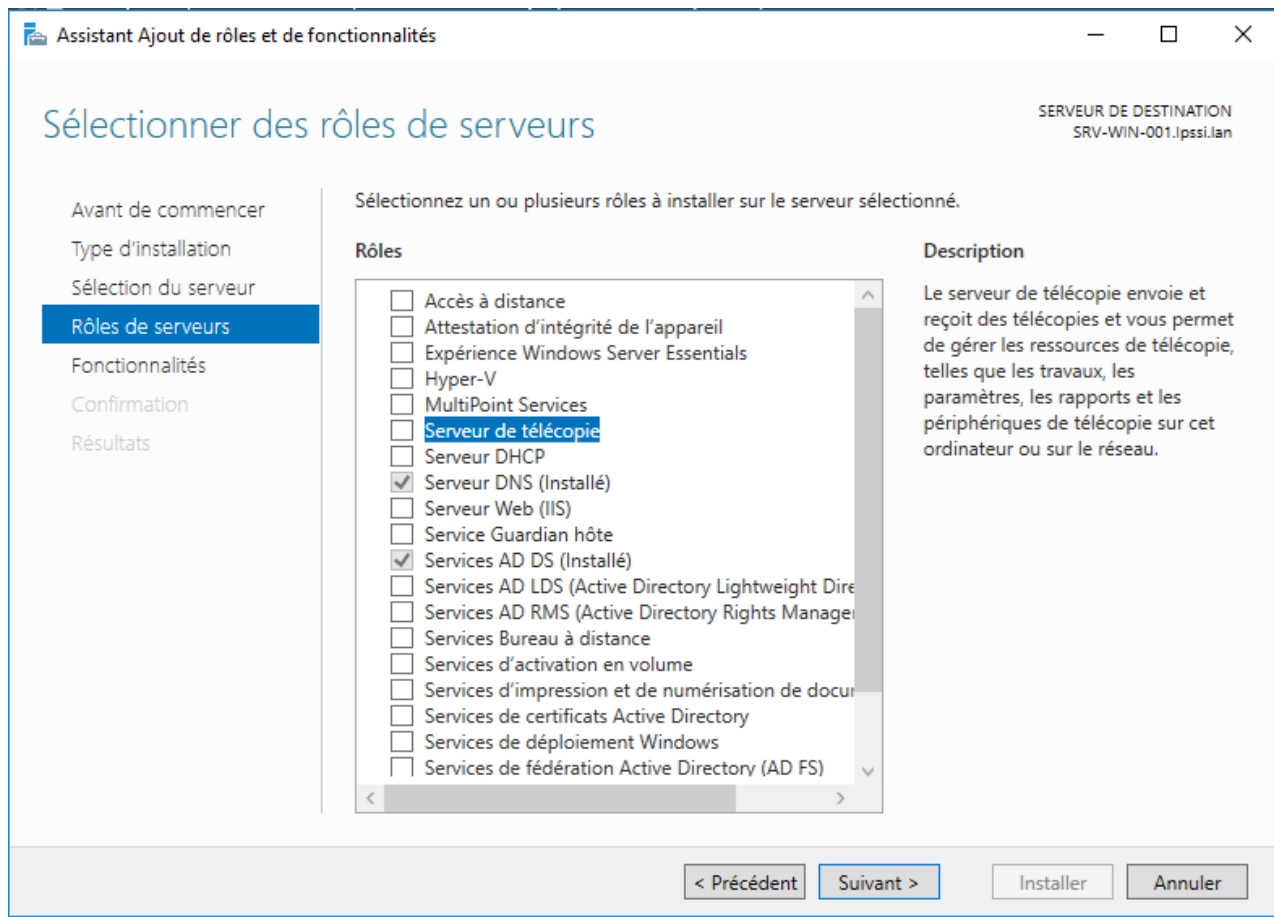 Assistant Ajout de rôles et de fonctionnalités
Sélectionner des rôles de serveurs
SERVEUR DE DESTINATION
SRV-WIN-001.lpssi.lan
Avant de commencer
Type d'installation
Sélection du serveur
Rôles de serveurs
Fonctionnalités
Confirmation
Résultats
Sélectionnez un ou plusieurs rôles à installer sur le serveur sélectionné.
Rôles
Accès à distance
Attestation d'intégrité de l'appareil
Expérience Windows Server Essentials
Hyper-V
MultiPoint Services
Serveur de télécopie
Serveur DHCP
Serveur DNS (Installé)
Serveur Web (IIS)
Service Guardian hôte
Services AD DS (Installé)
Services AD LDS (Active Directory Lightweight Dire
Services AD RMS (Active Directory Rights Manage
Services Bureau à distance
Services d'activation en volume
Services d'impression et de numérisation de docu
Services de certificats Active Directory
Services de déploiement Windows
Services de fédération Active Directory (AD FS)
Description
Le serveur de télécopie envoie et
reçoit des télécopies et vous permet
de gérer les ressources de télécopie,
telles que les travaux, les
paramètres, les rapports et les
périphériques de télécopie sur cet
ordinateur ou sur le réseau.
< Précédent
Suivant >
Installer
Annuler